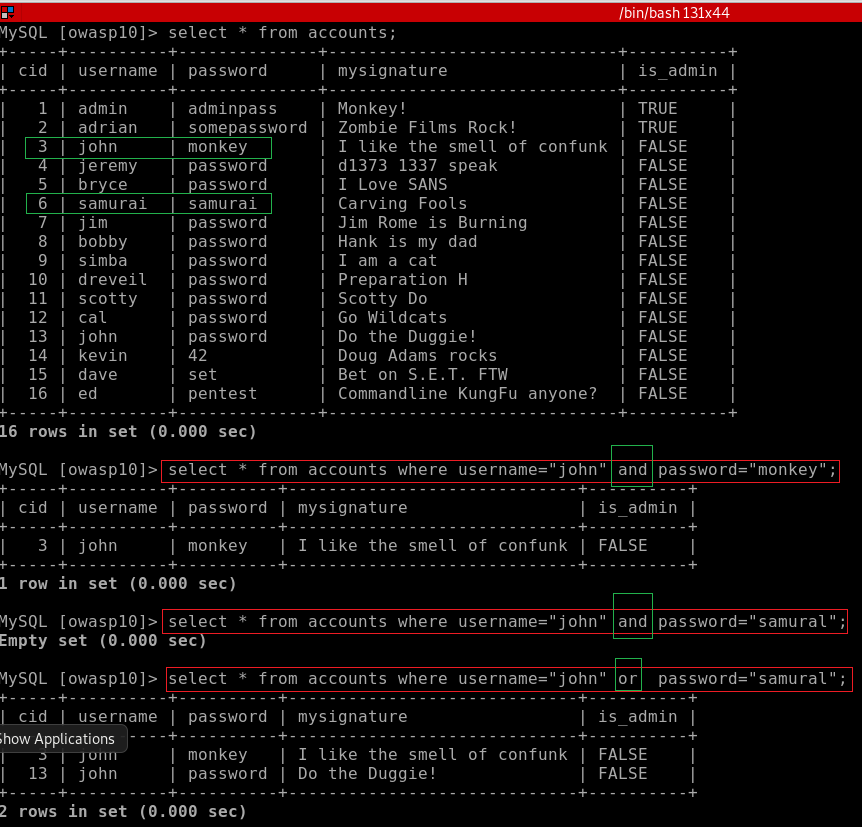 /bin/bash 131x44
MySQL [owasp10]> select * from accounts;
+-----+----------+--------------+-----------------------------+----------+
| cid | username | password     | mysignature                 | is_admin |
+-----+----------+--------------+-----------------------------+----------+
|   1 | admin    | adminpass    | Monkey!                     | TRUE     |
|   2 | adrian   | somepassword | Zombie Films Rock!          | TRUE     |
|   3 | john     | monkey       | I like the smell of confunk | FALSE    |
|   4 | jeremy   | password     | d1373 1337 speak            | FALSE    |
|   5 | bryce    | password     | I Love SANS                 | FALSE    |
|   6 | samurai  | samurai      | Carving Fools               | FALSE    |
|   7 | jim      | password     | Jim Rome is Burning         | FALSE    |
|   8 | bobby    | password     | Hank is my dad              | FALSE    |
|   9 | simba    | password     | I am a cat                  | FALSE    |
|  10 | dreveil  | password     | Preparation H               | FALSE    |
|  11 | scotty   | password     | Scotty Do                   | FALSE    |
|  12 | cal      | password     | Go Wildcats                 | FALSE    |
|  13 | john     | password     | Do the Duggie!              | FALSE    |
|  14 | kevin    | 42           | Doug Adams rocks            | FALSE    |
|  15 | dave     | set          | Bet on S.E.T. FTW           | FALSE    |
|  16 | ed       | pentest      | Commandline KungFu anyone?  | FALSE    |
+-----+----------+--------------+-----------------------------+----------+
16 rows in set (0.000 sec)
MySQL [owasp10]> select * from accounts where username="john" and password="monkey";
+-----+----------+----------+-----------------------------+----------+
| cid | username | password | mysignature                 | is_admin |
+-----+----------+----------+-----------------------------+----------+
|   3 | john     | monkey   | I like the smell of confunk | FALSE    |
+-----+----------+----------+-----------------------------+----------+
1 row in set (0.000 sec)
MySQL [owasp10]> select * from accounts where username="john" and password="samural";
Empty set (0.000 sec)
MySQL [owasp10]> select * from accounts where username="john" or  password="samural";
+-----+----------+----------+-----------------------------+----------+
| cid | username | password | mysignature                 | is_admin |
Show Applications ----------+-----------------------------+----------+
|   3 | john     | monkey   | I like the smell of confunk | FALSE    |
|  13 | john     | password | Do the Duggie!              | FALSE    |
+-----+----------+----------+-----------------------------+----------+
2 rows in set (0.000 sec)